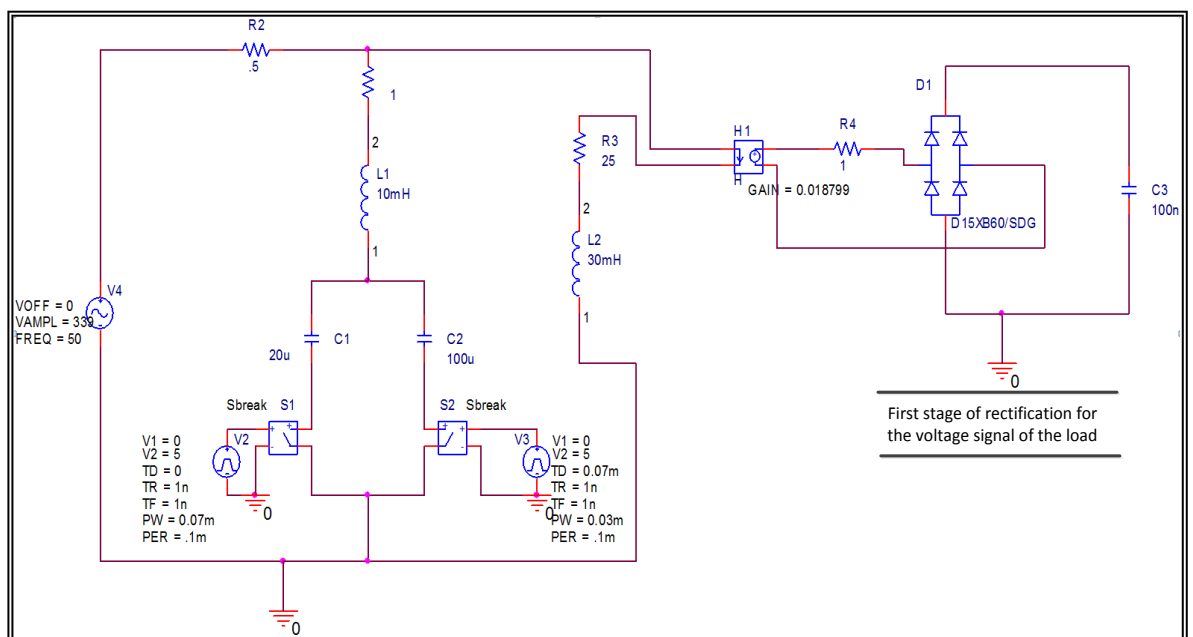 R2
.5
1
2
L1
10mH
1
C1
20u
C2
100u
V4
VOFF = 0
VAMPL = 339
FREQ = 50
Sbreak
S1
S2
Sbreak
V2
V1 = 0
V2 = 5
TD = 0
TR = 1n
TF = 1n
PW = 0.07m
PER = .1m
0
V3
V1 = 0
V2 = 5
TD = 0.07m
TR = 1n
TF = 1n
PW = 0.03m
PER = .1m
0
0
R3
25
2
L2
30mH
1
H1
H
GAIN = 0.018799
R4
1
D1
D15XB60/SDG
C3
100n
0
First stage of rectification for
the voltage signal of the load